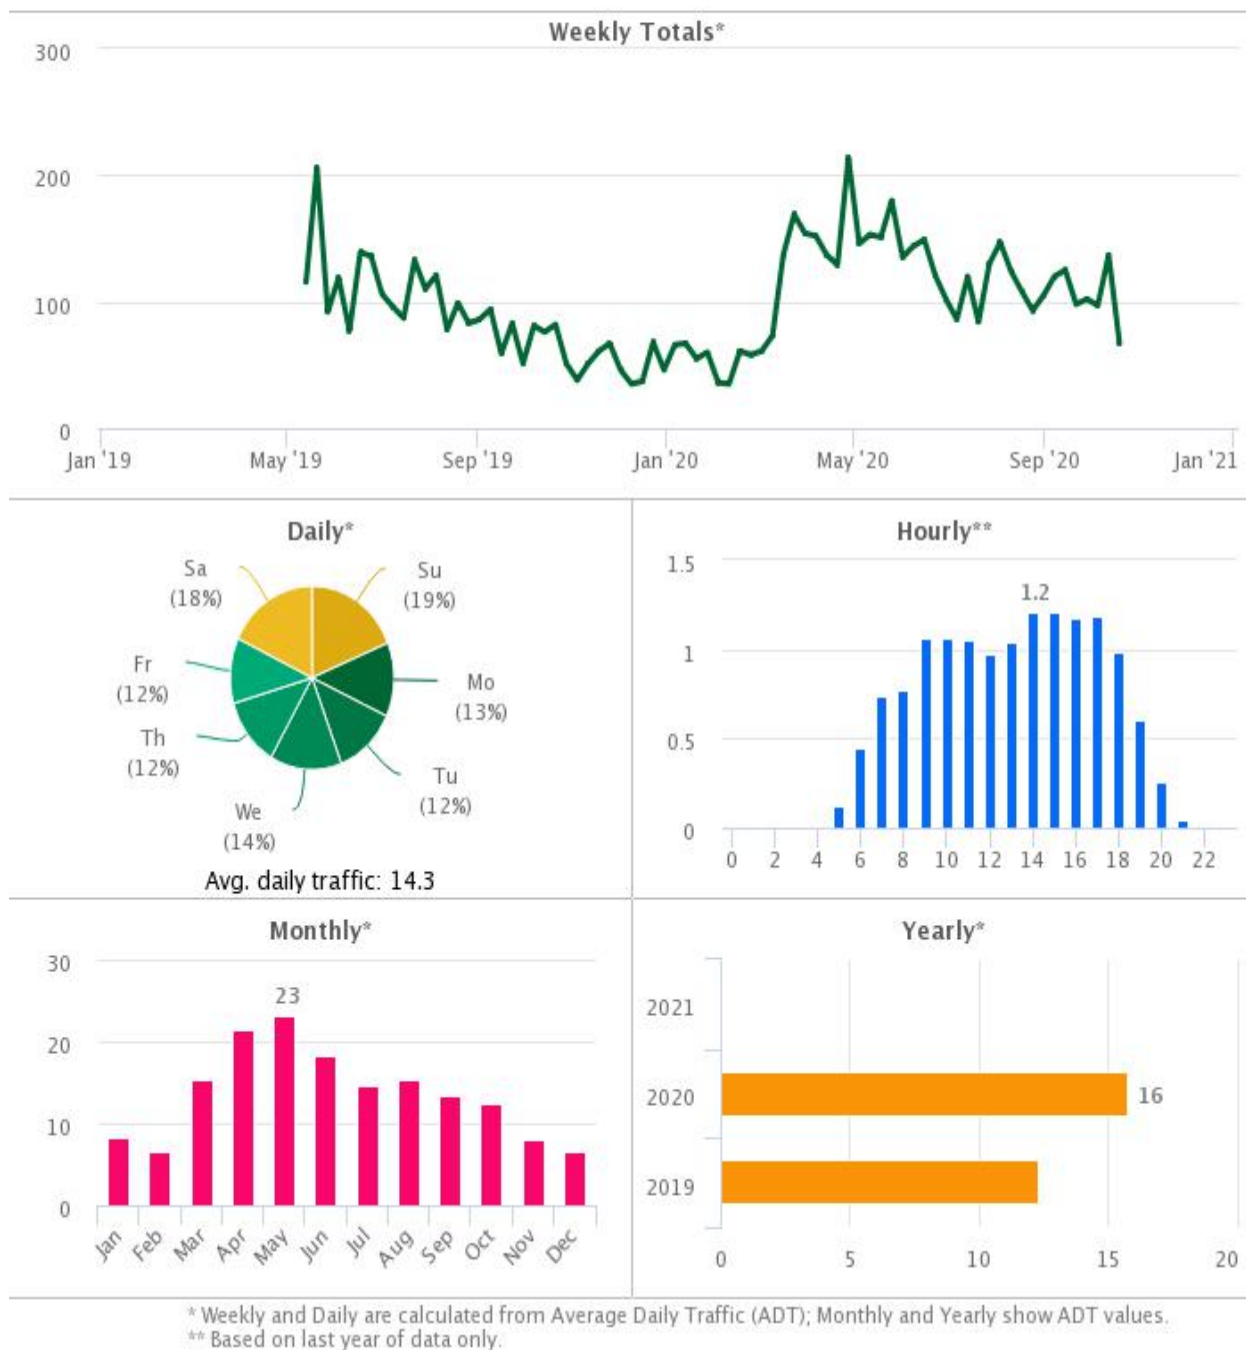 Weekly Totals*
300
200
100
0
Jan '19 May '19 Sep '19 Jan '20 May '20 Sep '20 Jan '21
Daily*
Sa
(18%)
Su
(19%)
Fr
(12%)
Mo
(13%)
Th
(12%)
Tu
(12%)
We
(14%)
Avg. daily traffic: 14.3
Hourly**
1.5
1.2
1
0.5
0
0 2 4 6 8 10 12 14 16 18 20 22
Monthly*
30
23
20
10
0
Jan Feb Mar Apr May Jun Jul Aug Sep Oct Nov Dec
Yearly*
2021
2020 16
2019
0 5 10 15 20
* Weekly and Daily are calculated from Average Daily Traffic (ADT); Monthly and Yearly show ADT values.
** Based on last year of data only.